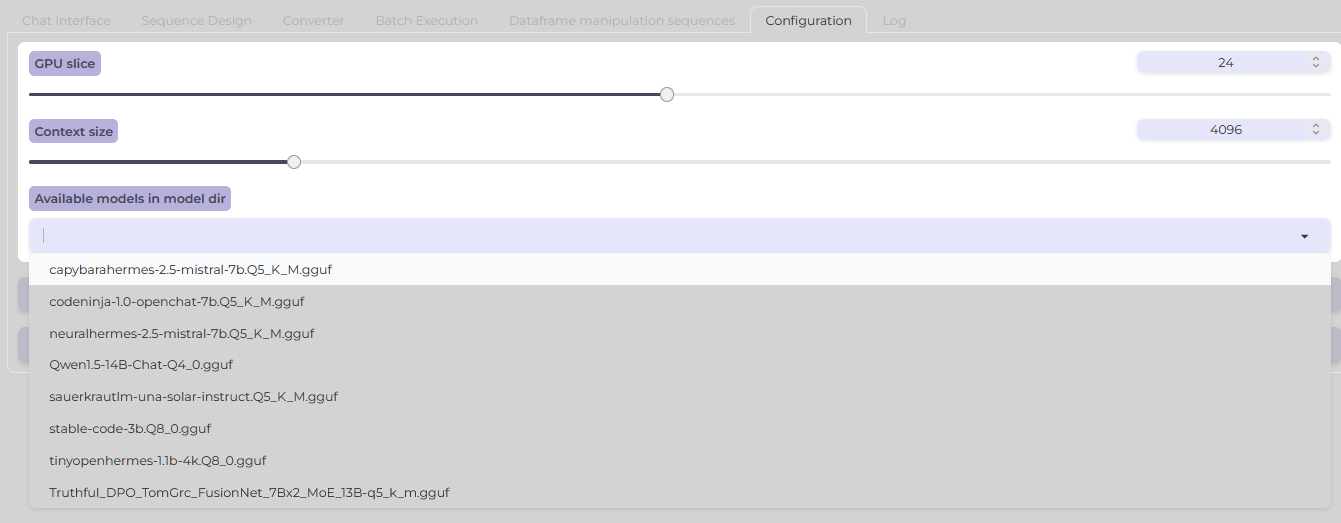 Chat Interface Sequence Design Converter Batch Execution Dataframe manipulation sequences Configuration Log
GPU slice 24
Context size 4096
Available models in model dir
capybarahermes-2.5-mistral-7b.Q5_K_M.gguf
codeninja-1.0-openchat-7b.Q5_K_M.gguf
neuralhermes-2.5-mistral-7b.Q5_K_M.gguf
Qwen1.5-14B-Chat-Q4_0.gguf
sauerkrautlm-una-solar-instruct.Q5_K_M.gguf
stable-code-3b.Q8_0.gguf
tinyopenhermes-1.1b-4k.Q8_0.gguf
Truthful_DPO_TomGrc_FusionNet_7Bx2_MoE_13B-q5_k_m.gguf